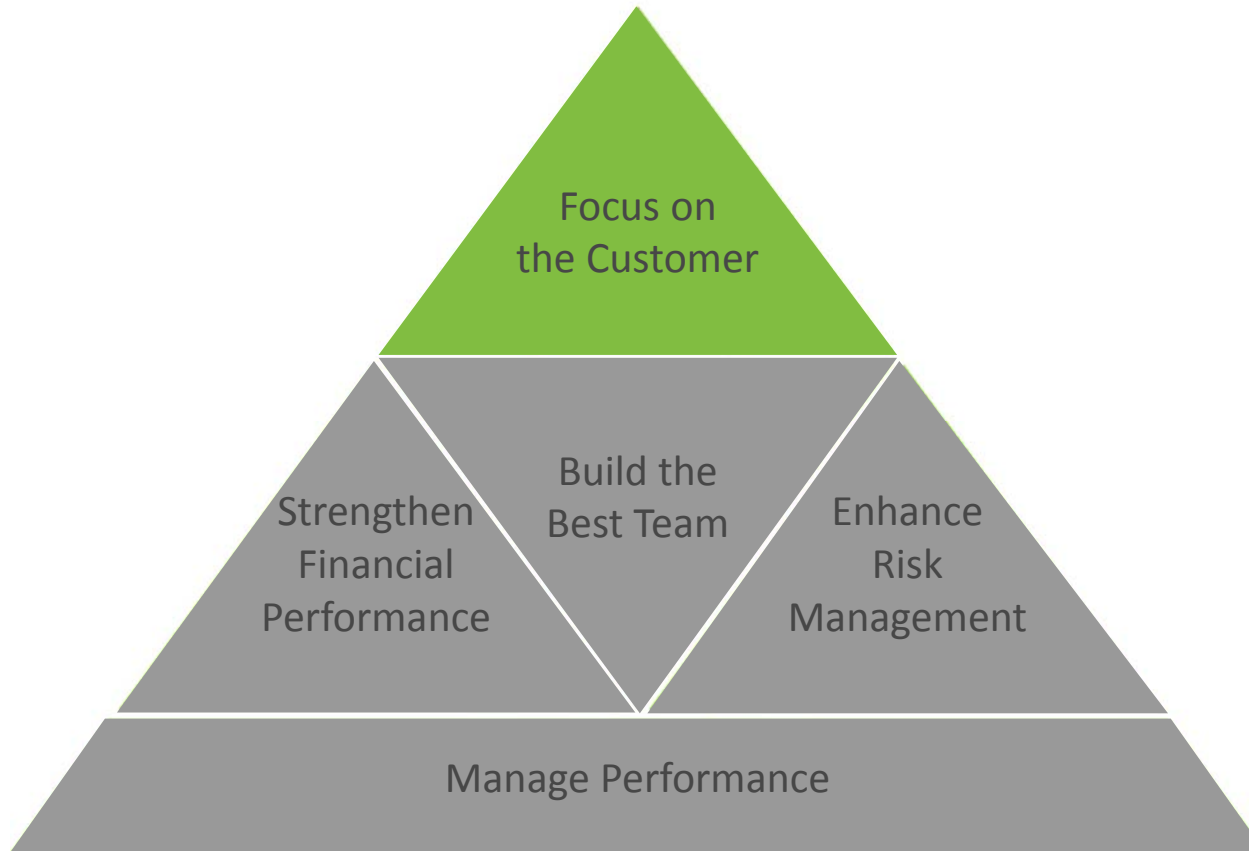 Focus on
the Customer
Strengthen
Financial
Performance
Build the
Best Team
Enhance
Risk
Management
Manage Performance